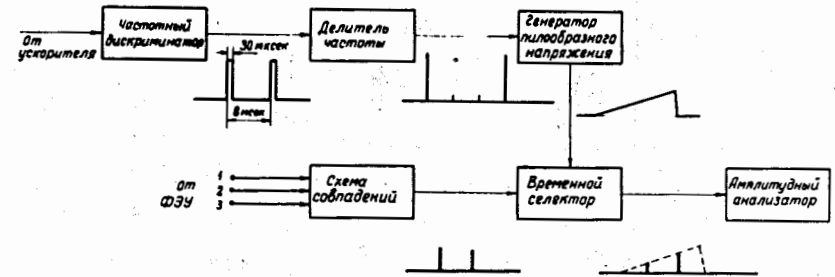 От
ускорителя
Частотный
дискриминатор
30 мксек
8 мсек
Делитель
частоты
Генератор
пилообразного
напряжения
от
ФЭУ
1
2
3
Схема
совпадений
Временной
селектор
Амплитудный
анализатор